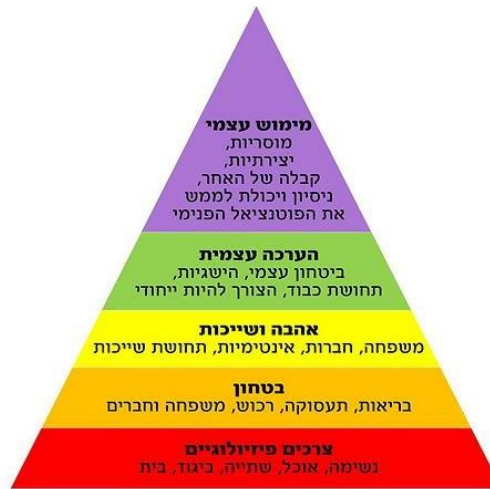 מימוש עצמי
מוסריות,
יצירתיות,
קבלה של האחר,
ניסיון ויכולת לממש
את הפוטנציאל הפנימי
הערכה עצמית
ביטחון עצמי, הישגיות,
תחושת כבוד, הצורך להיות ייחודי
אהבה ושייכות
משפחה, חברות, אינטימיות, תחושת שייכות
בטחון
בריאות, תעסוקה, רכוש, משפחה וחברים
צרכים פיזיולוגיים
נשימה, אוכל, שתייה, ביגוד, בית